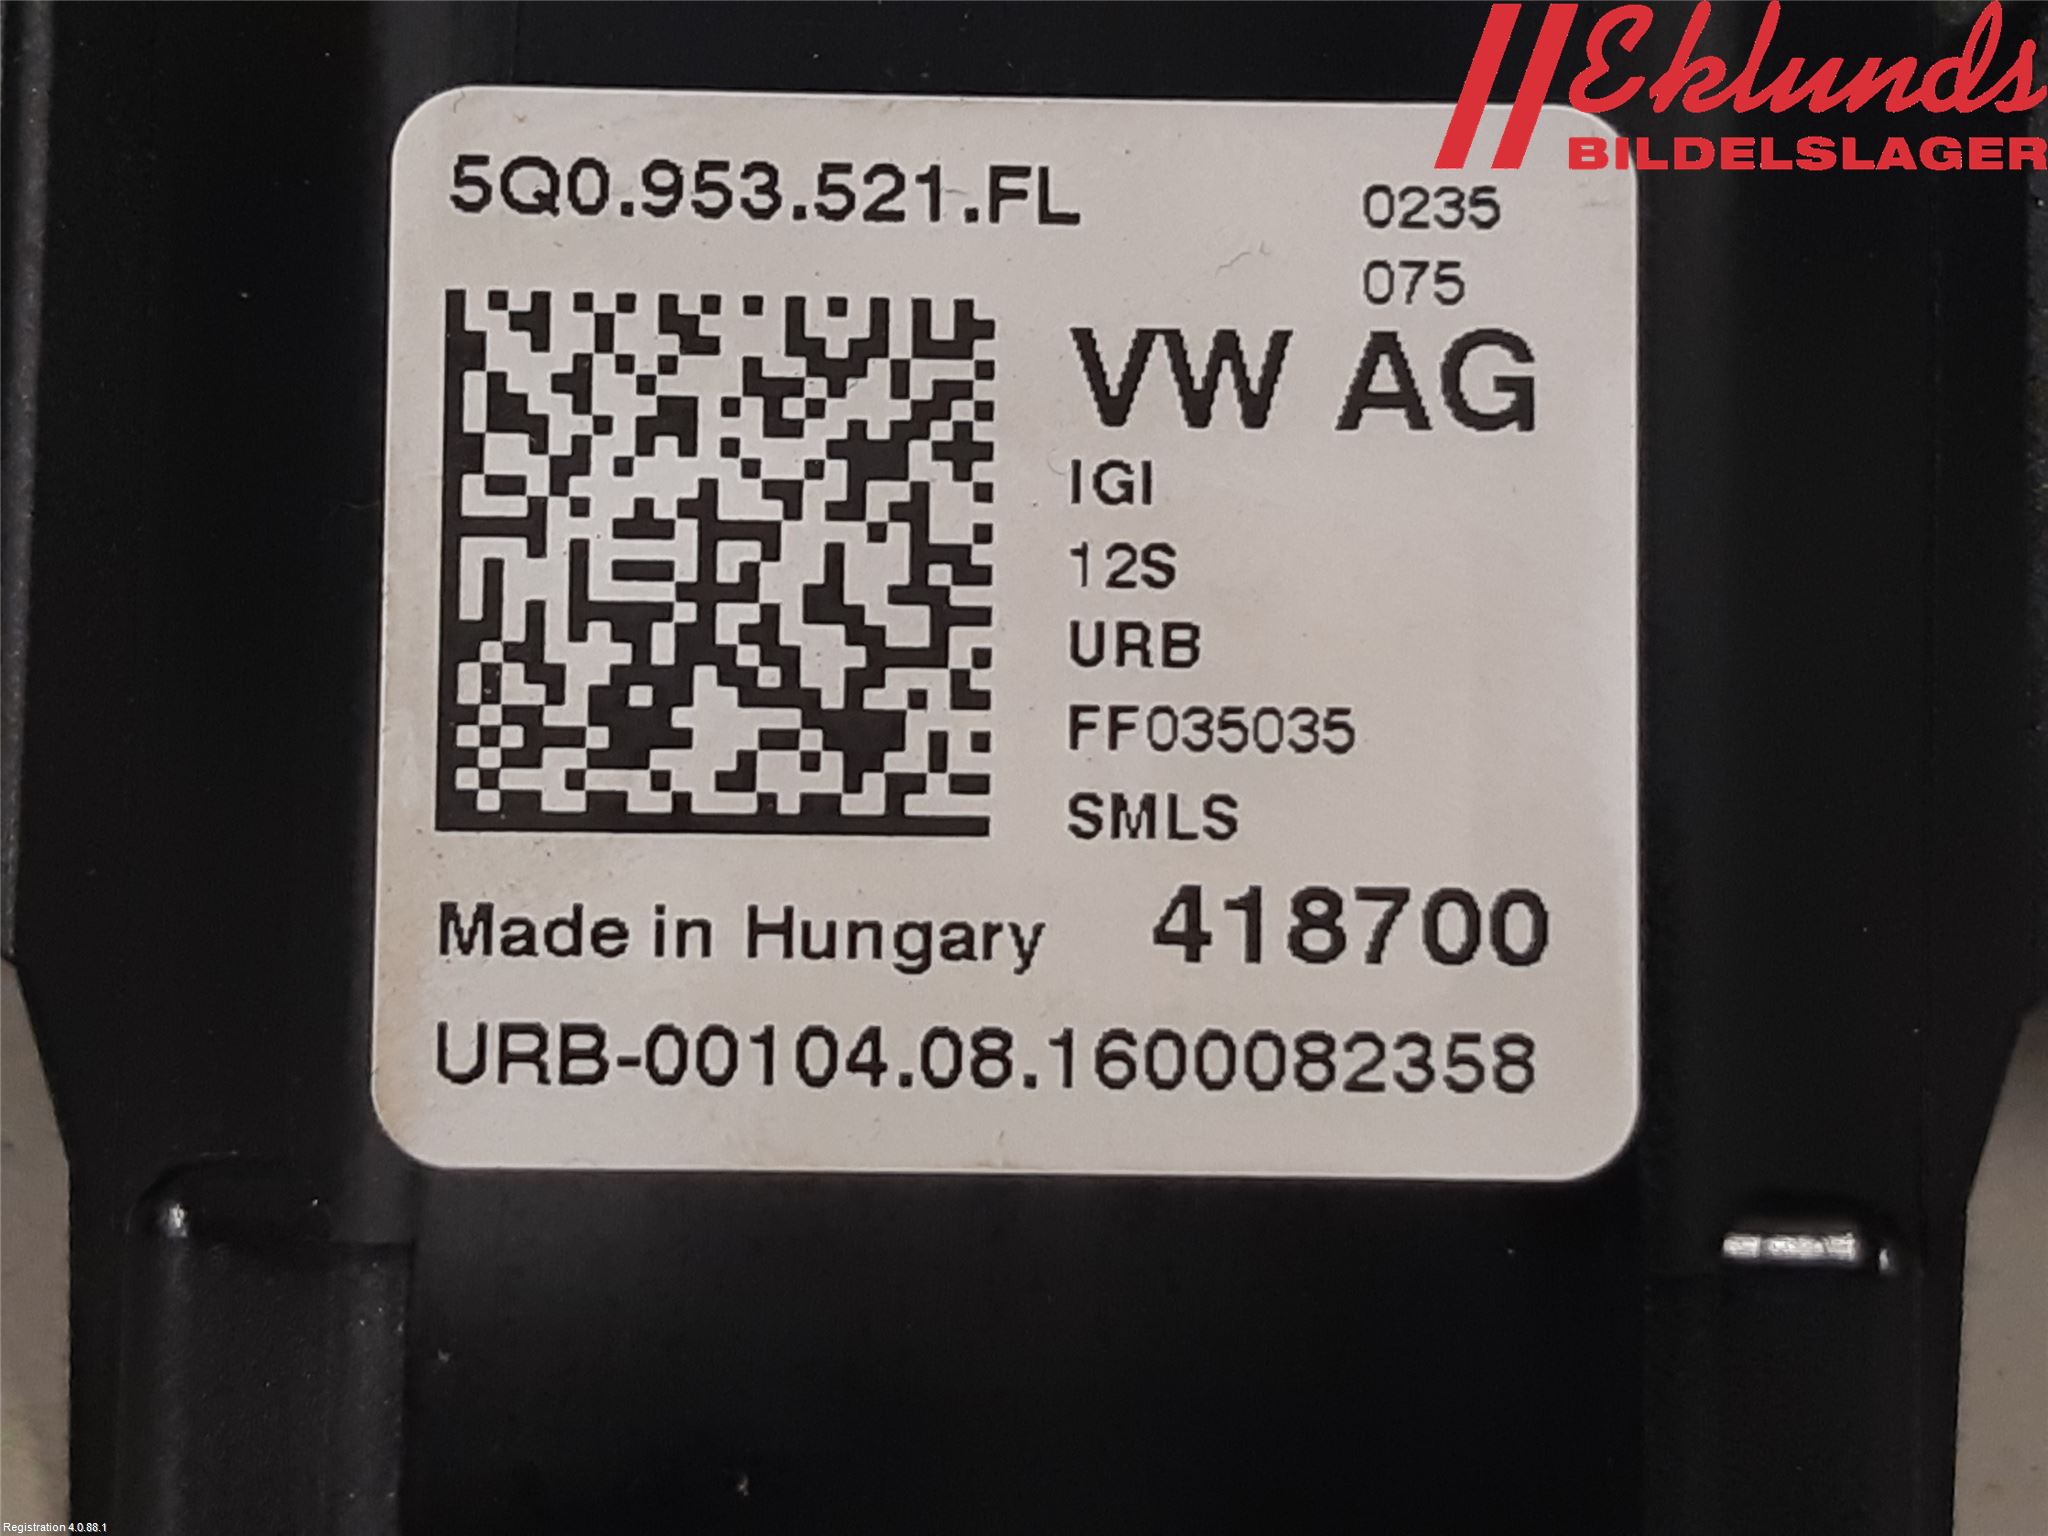 Eklunds
BILDELSLAGER
5Q0.953.521.FL
0235
075
VW AG
IGI
12S
URB
FF035035
SMLS
Made in Hungary 418700
URB-00104.08.1600082358
Registration 4.0.88.1